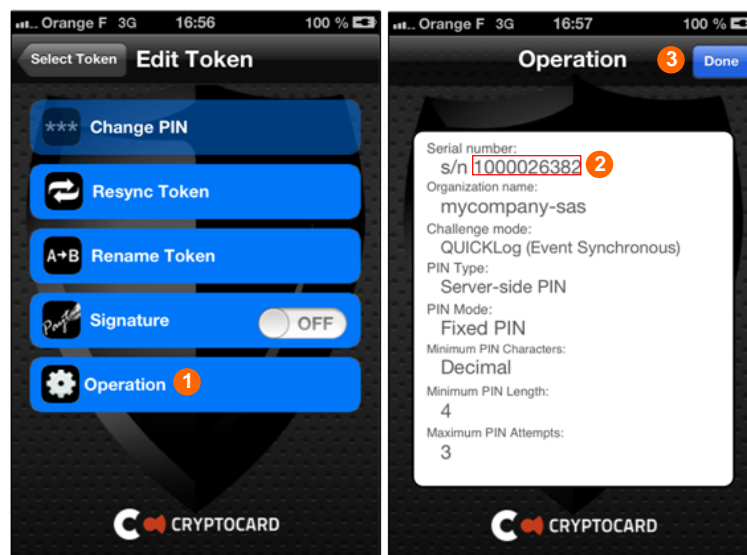 Orange F 3G 16:56 100 %
Select Token Edit Token
*** Change PIN
Resync Token
A→B Rename Token
Signature OFF
Operation 1
CRYPTOCARD
Orange F 3G 16:57 100 %
Operation 3 Done
Serial number:
s/n 1000026382 2
Organization name:
mycompany-sas
Challenge mode:
QUICKLog (Event Synchronous)
PIN Type:
Server-side PIN
PIN Mode:
Fixed PIN
Minimum PIN Characters:
Decimal
Minimum PIN Length:
4
Maximum PIN Attempts:
3
CRYPTOCARD